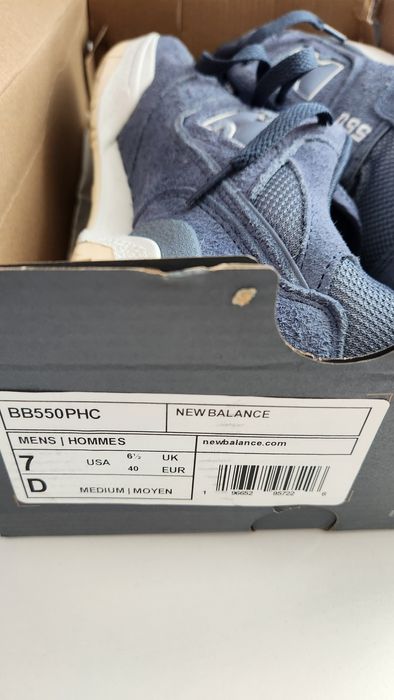 550
BB550PHC
NEW BALANCE
MENS | HOMMES
newbalance.com
7 USA 6½ UK
40 EUR
D MEDIUM | MOYEN
1 96652 95722 6